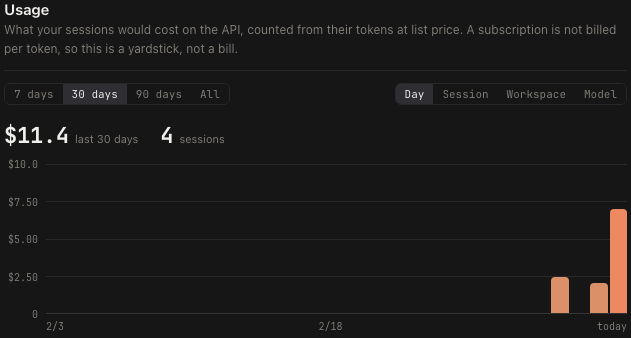 Usage
What your sessions would cost on the API, counted from their tokens at list price. A subscription is not billed
per token, so this is a yardstick, not a bill.
7 days 30 days 90 days All Day Session Workspace Model
$11.4 last 30 days 4 sessions
$10.0
$7.50
$5.00
$2.50
0
2/3 2/18 today